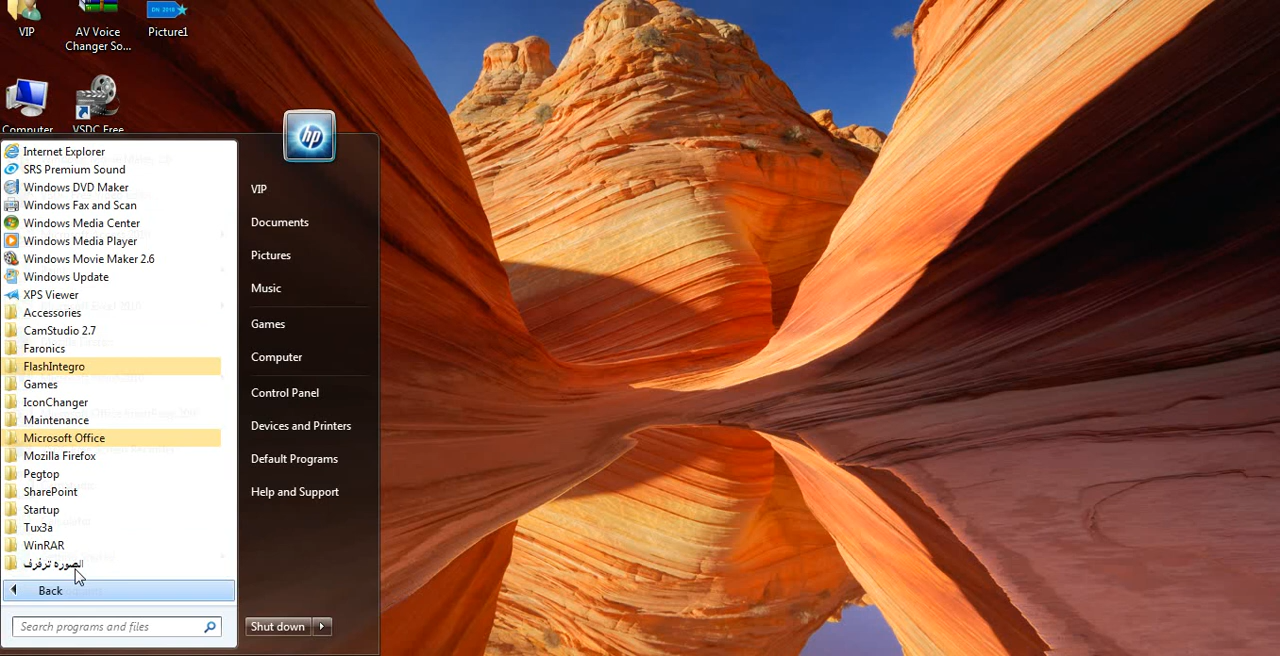 VIP
AV Voice
Changer So...
DN 2018
Picture1
Computer
VSDC Free
hp
Internet Explorer
SRS Premium Sound
Windows DVD Maker
Windows Fax and Scan
Windows Media Center
Windows Media Player
Windows Movie Maker 2.6
Windows Update
XPS Viewer
Accessories
CamStudio 2.7
Faronics
FlashIntegro
Games
IconChanger
Maintenance
Microsoft Office
Mozilla Firefox
Pegtop
SharePoint
Startup
Tux3a
WinRAR
الصوره ترفرف
Back
Search programs and files
VIP
Documents
Pictures
Music
Games
Computer
Control Panel
Devices and Printers
Default Programs
Help and Support
Shut down